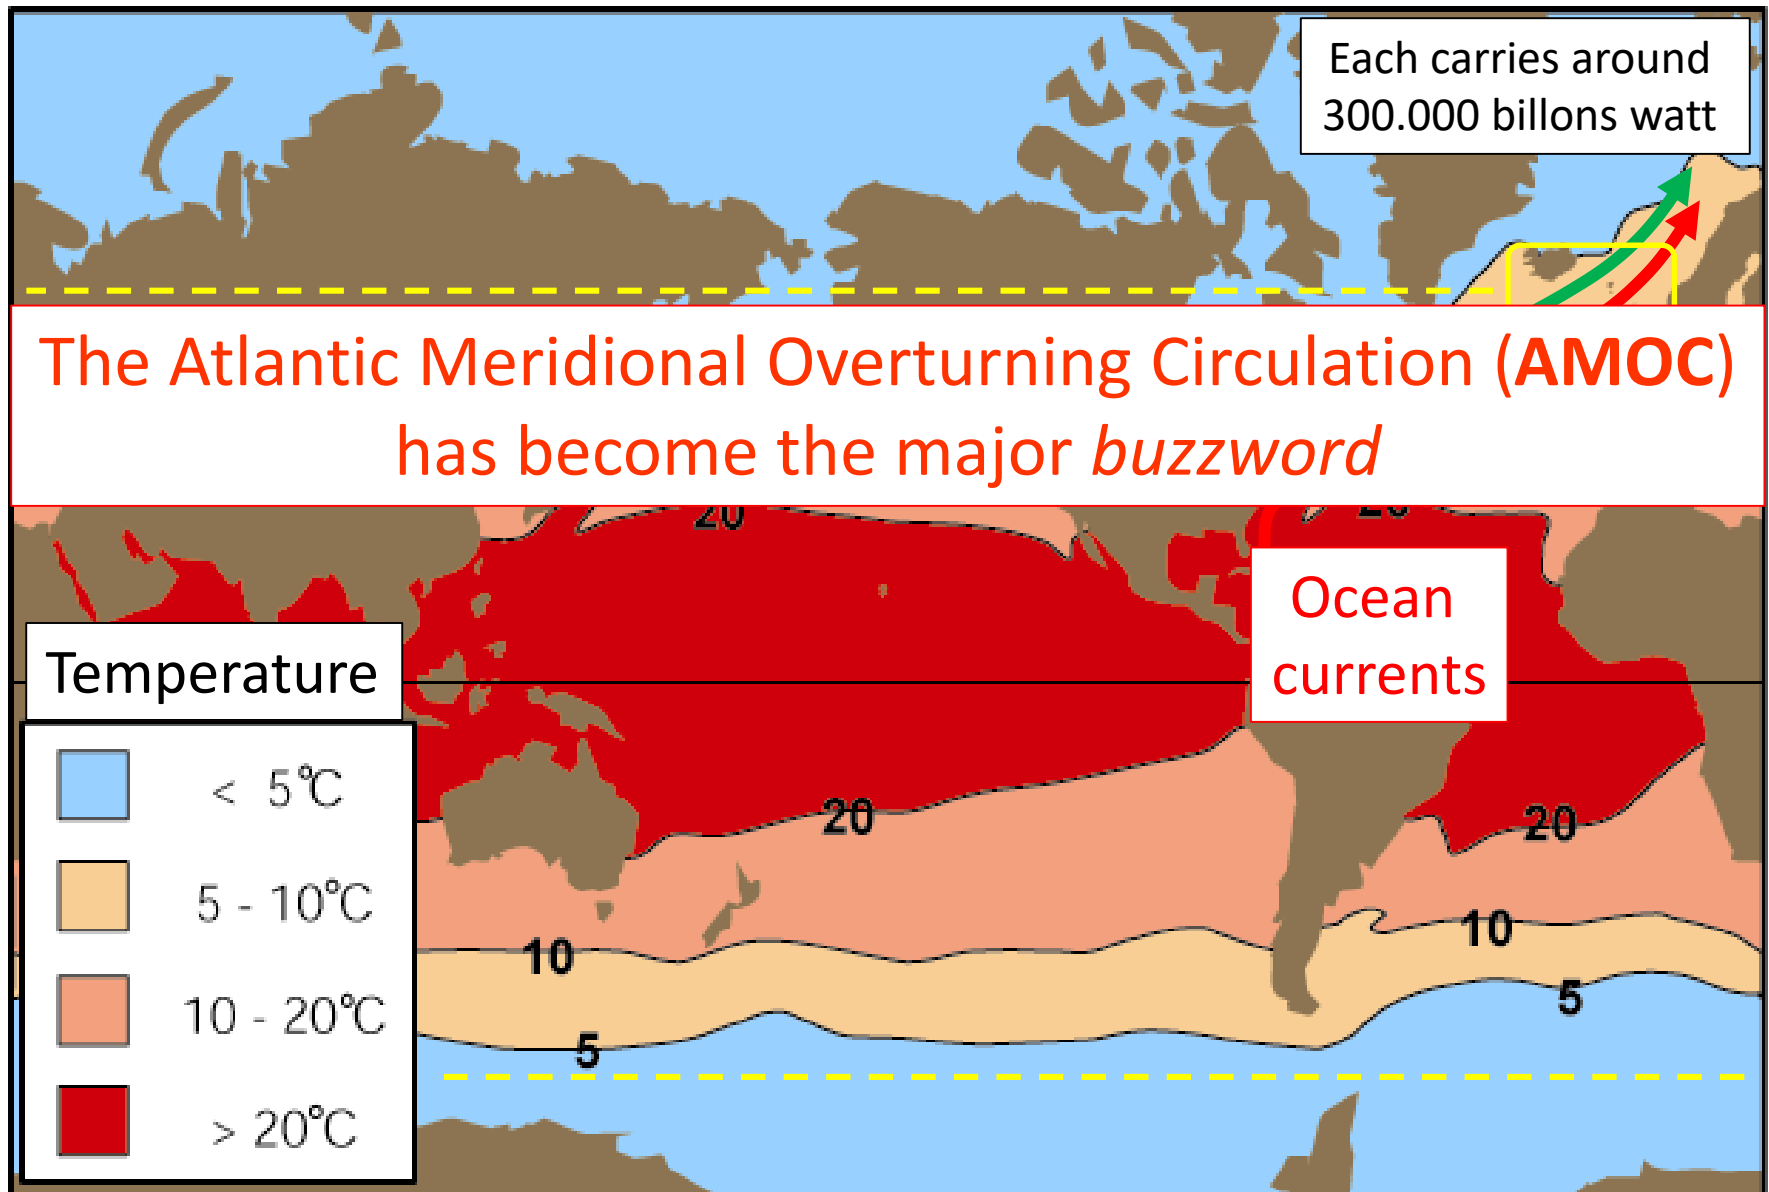 Each carries around
300.000 billons watt
The Atlantic Meridional Overturning Circulation (AMOC)
has become the major buzzword
20
20
Ocean
currents
Temperature
< 5°C
5 - 10°C
10 - 20°C
> 20°C
20
20
10
10
5
5